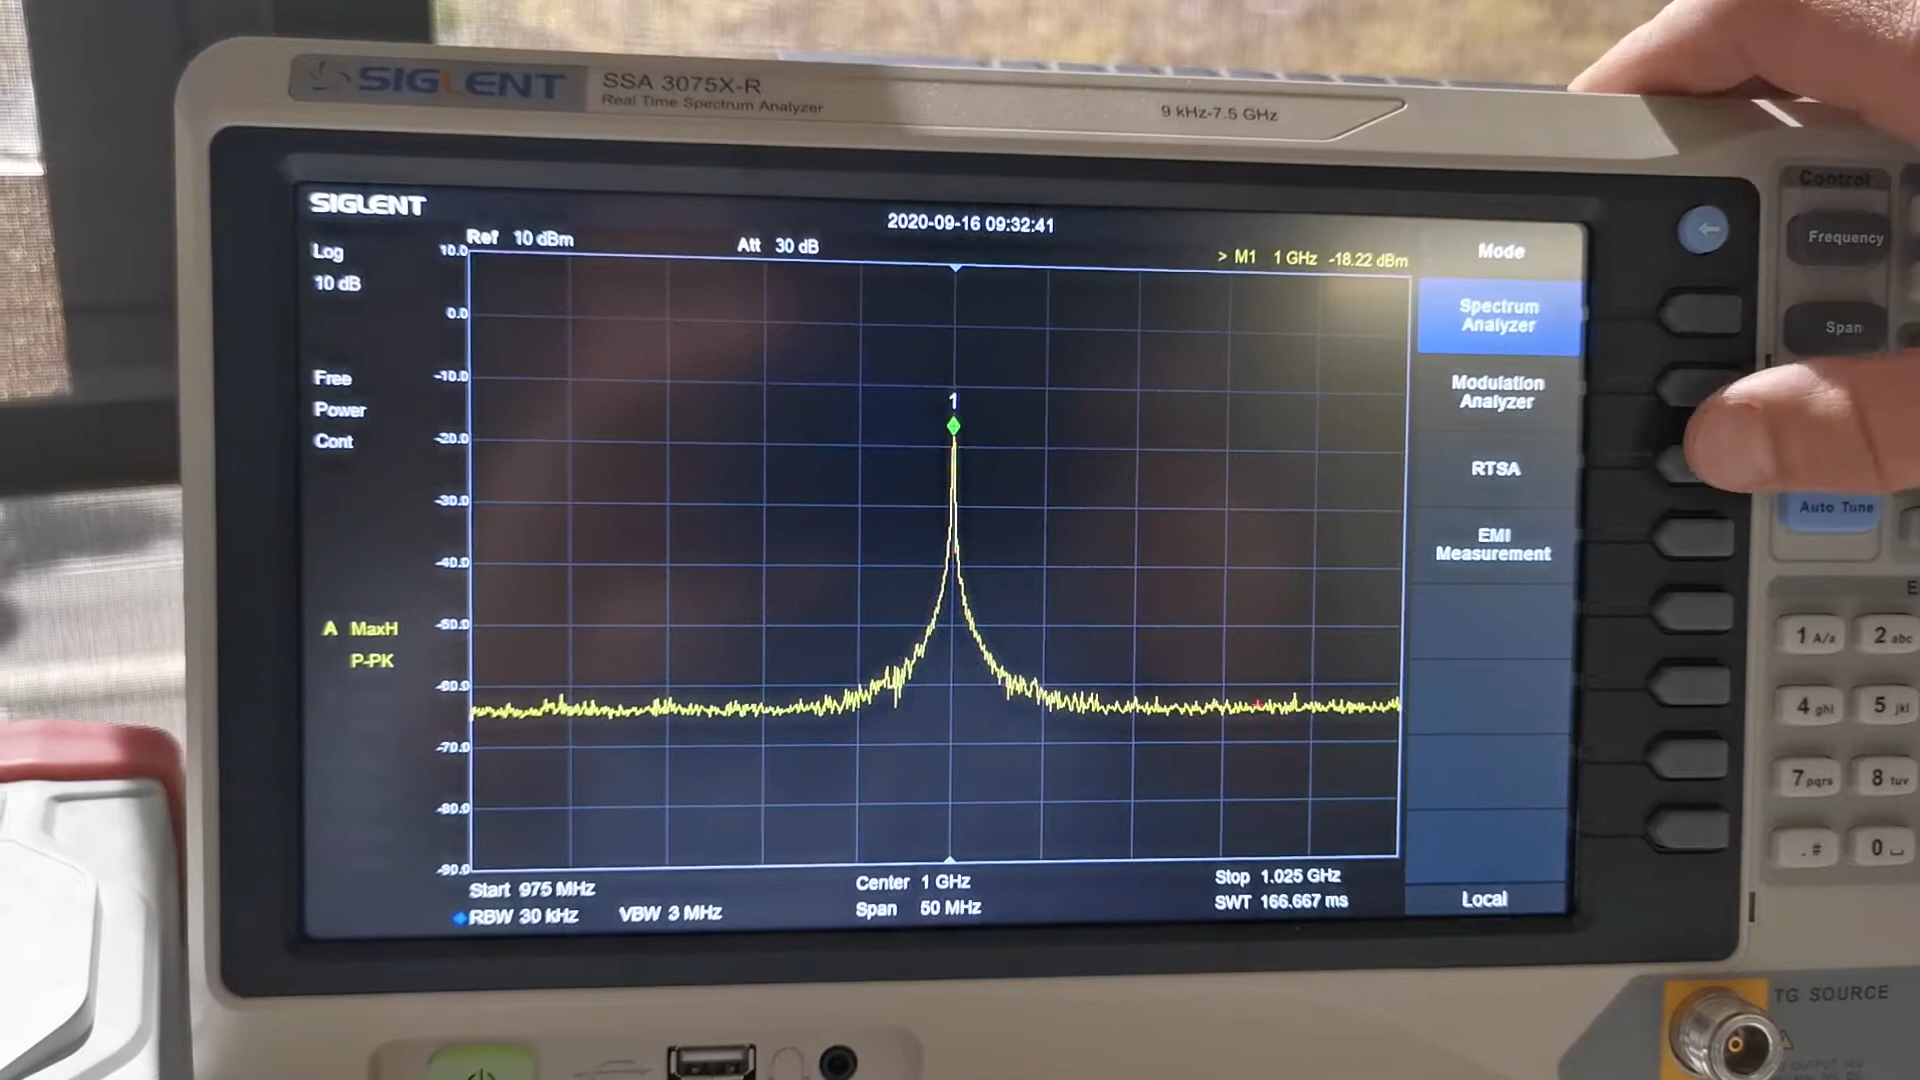 SIGLENT
SSA 3075X-R
Real Time Spectrum Analyzer
9 kHz-7.5 GHz
Control
Frequency
Span
Auto Tune
SIGLENT
2020-09-16 09:32:41
Ref 10 dBm
Att 30 dB
> M1 1 GHz -18.22 dBm
Log
10 dB
Free
Power
Cont
A MaxH
P-PK
10.0
0.0
-10.0
-20.0
-30.0
-40.0
-50.0
-60.0
-70.0
-80.0
-90.0
1
Start 975 MHz
Center 1 GHz
Stop 1.025 GHz
RBW 30 kHz
VBW 3 MHz
Span 50 MHz
SWT 166.667 ms
Mode
Spectrum
Analyzer
Modulation
Analyzer
RTSA
EMI
Measurement
Local
1 A/a
2 abc
4 ghi
5 jkl
7 pqrs
8 tuv
. #
0
TG SOURCE